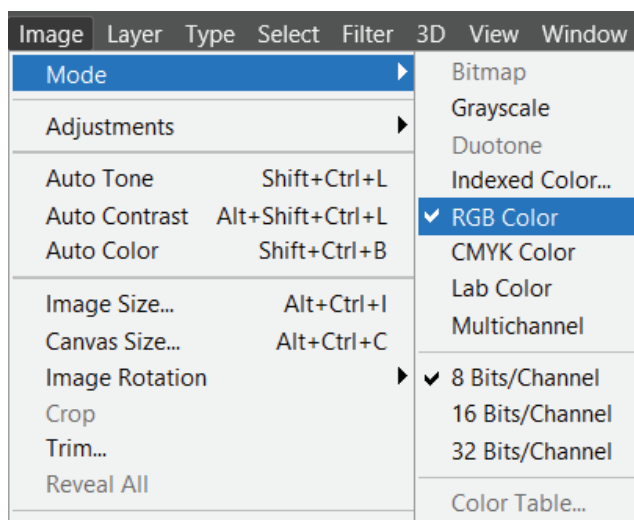 Image Layer Type Select Filter 3D View Window
Mode
Adjustments
Auto Tone Shift+Ctrl+L
Auto Contrast Alt+Shift+Ctrl+L
Auto Color Shift+Ctrl+B
Image Size... Alt+Ctrl+I
Canvas Size... Alt+Ctrl+C
Image Rotation
Crop
Trim...
Reveal All
Bitmap
Grayscale
Duotone
Indexed Color...
RGB Color
CMYK Color
Lab Color
Multichannel
8 Bits/Channel
16 Bits/Channel
32 Bits/Channel
Color Table...